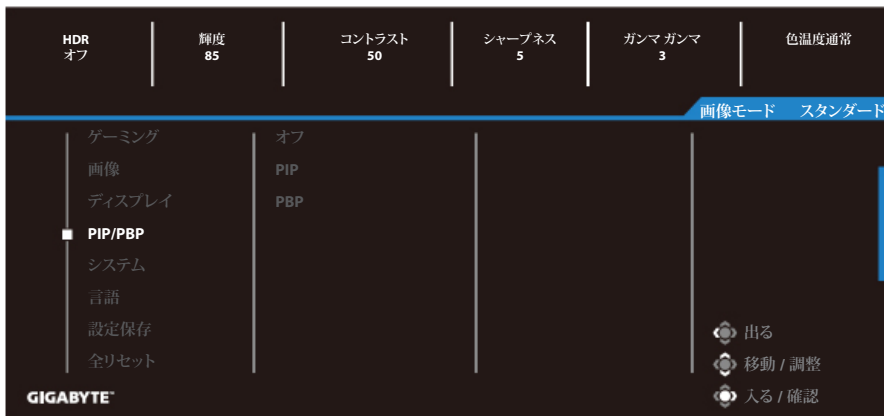 HDR
オフ
輝度
85
コントラスト
50
シャープネス
5
ガンマ ガンマ
3
色温度通常
画像モード スタンダード
ゲーミング
画像
ディスプレイ
PIP/PBP
システム
言語
設定保存
全リセット
オフ
PIP
PBP
出る
移動 / 調整
入る / 確認
GIGABYTE™